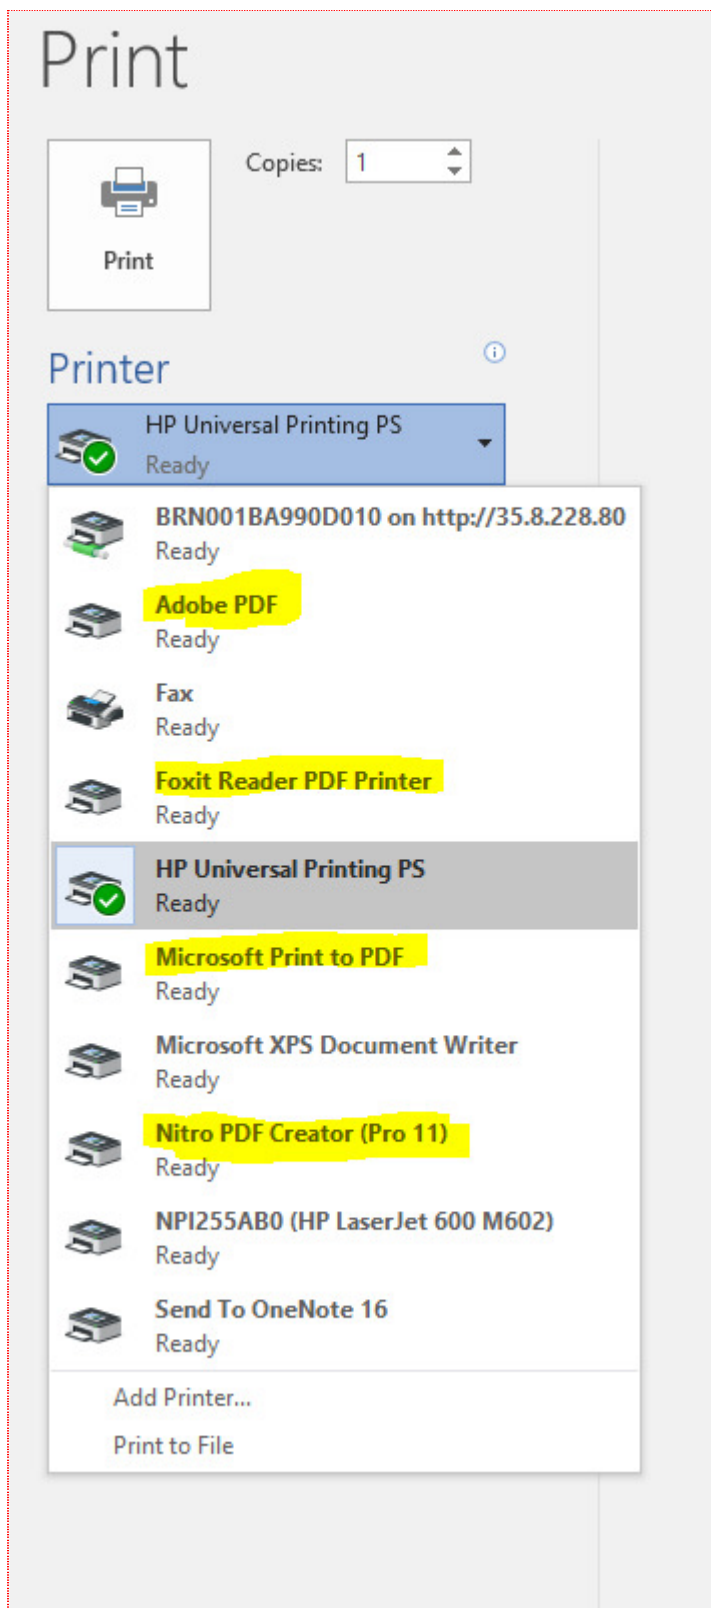 Print
Copies: 1
Print
Printer
HP Universal Printing PS
Ready
BRN001BA990D010 on http://35.8.228.80
Ready
Adobe PDF
Ready
Fax
Ready
Foxit Reader PDF Printer
Ready
HP Universal Printing PS
Ready
Microsoft Print to PDF
Ready
Microsoft XPS Document Writer
Ready
Nitro PDF Creator (Pro 11)
Ready
NPI255AB0 (HP LaserJet 600 M602)
Ready
Send To OneNote 16
Ready
Add Printer...
Print to File